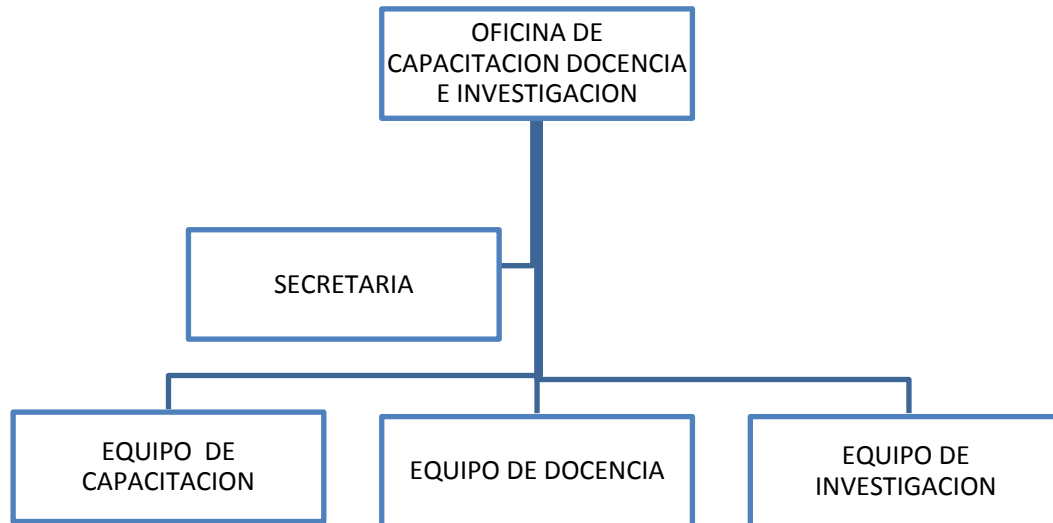 OFICINA DE
CAPACITACION DOCENCIA
E INVESTIGACION
SECRETARIA
EQUIPO DE
CAPACITACION
EQUIPO DE DOCENCIA
EQUIPO DE
INVESTIGACION